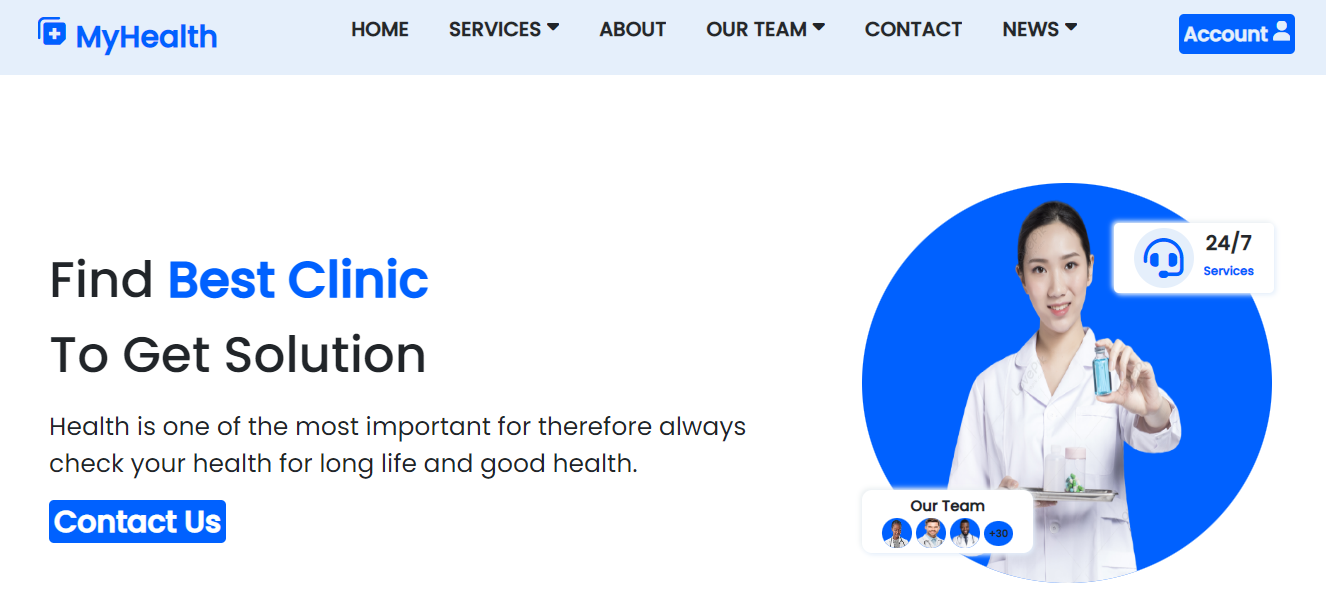 MyHealth
HOME SERVICES ABOUT OUR TEAM CONTACT NEWS
Account
Find Best Clinic
To Get Solution
Health is one of the most important for therefore always
check your health for long life and good health.
Contact Us
24/7
Services
Our Team
+30